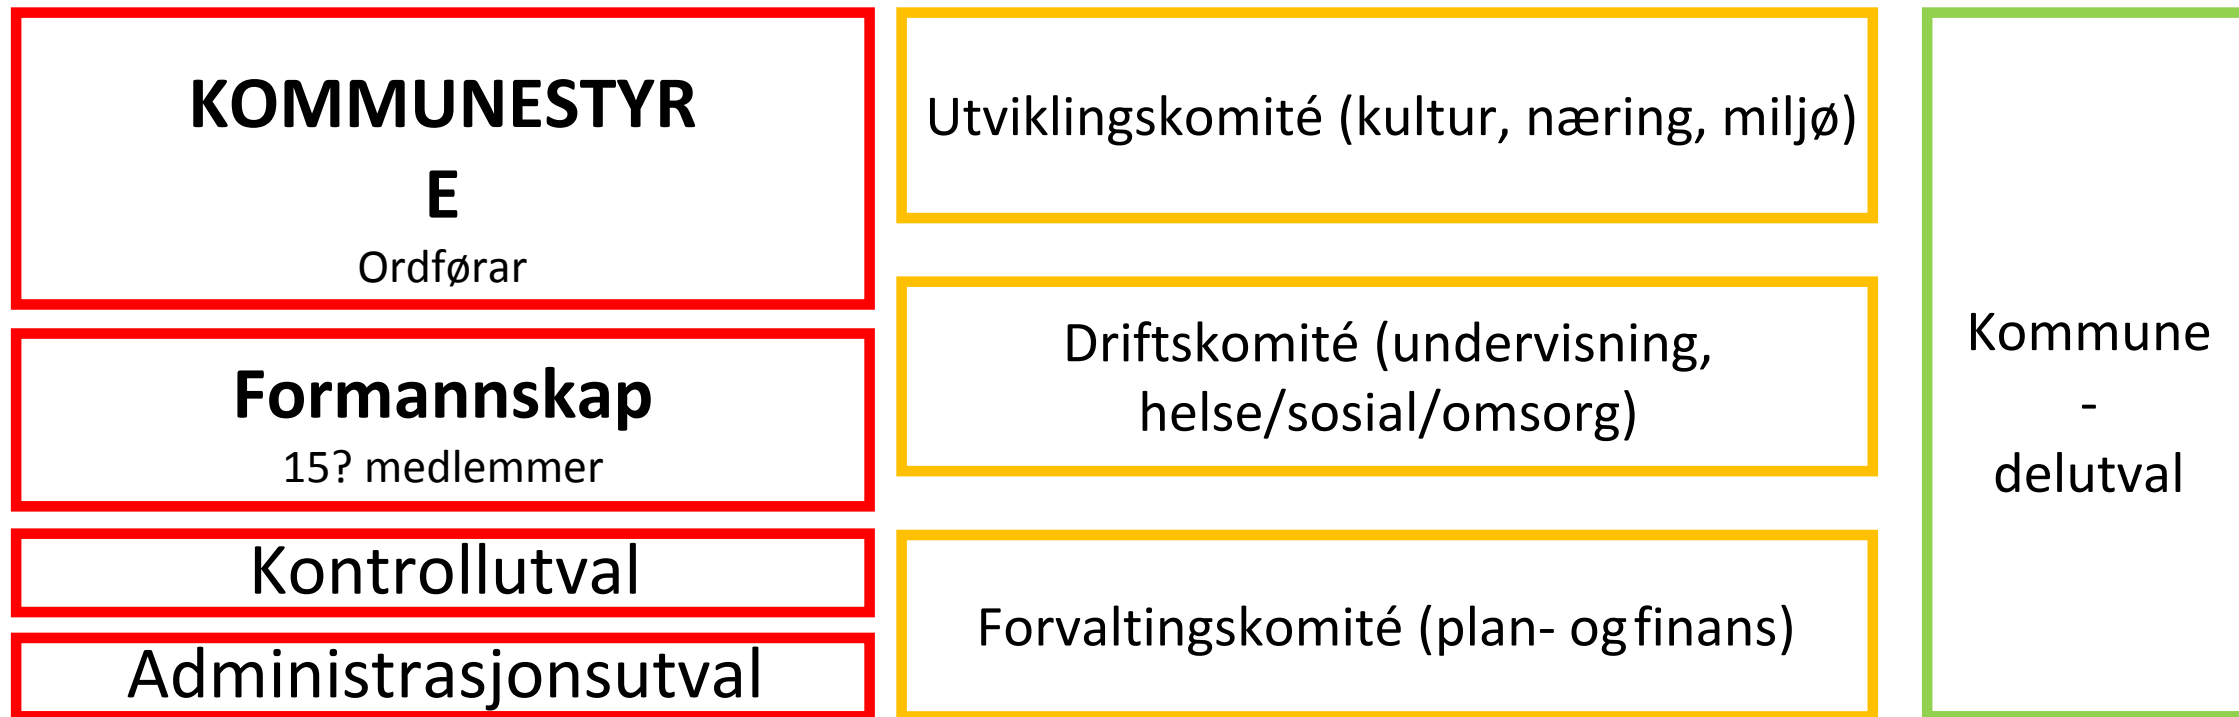 KOMMUNESTYR
E
Ordførar
Formannskap
15? medlemmer
Kontrollutval
Administrasjonsutval
Utviklingskomité (kultur, næring, miljø)
Driftskomité (undervisning,
helse/sosial/omsorg)
Forvaltingskomité (plan- og finans)
Kommune
-
delutval